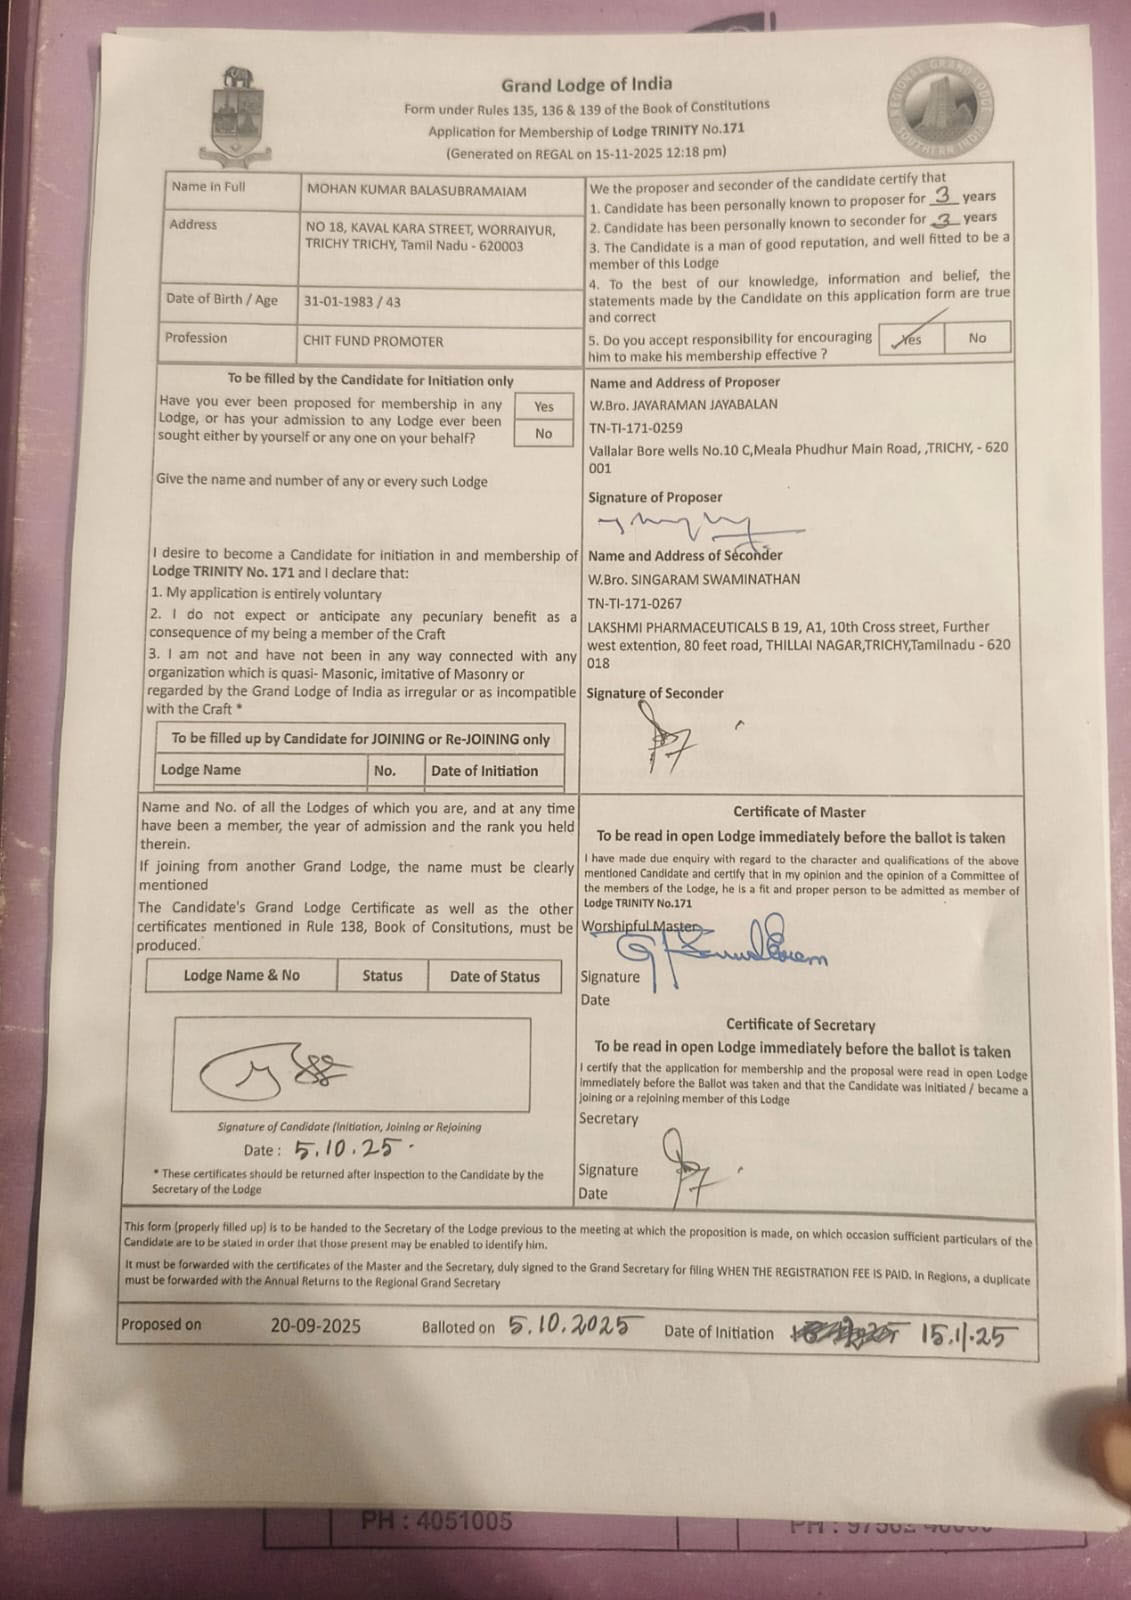 Grand Lodge of India
Form under Rules 135, 136 & 139 of the Book of Constitutions
Application for Membership of Lodge TRINITY No.171
(Generated on REGAL on 15-11-2025 12:18 pm)
REGIONAL GRAND LODGE
SOUTHERN INDIA
Name in Full
MOHAN KUMAR BALASUBRAMAIAM
Address
NO 18, KAVAL KARA STREET, WORRAIYUR,
TRICHY TRICHY, Tamil Nadu - 620003
Date of Birth / Age
31-01-1983 / 43
Profession
CHIT FUND PROMOTER
We the proposer and seconder of the candidate certify that
1. Candidate has been personally known to proposer for 3 years
2. Candidate has been personally known to seconder for 3 years
3. The Candidate is a man of good reputation, and well fitted to be a
member of this Lodge
4. To the best of our knowledge, information and belief, the
statements made by the Candidate on this application form are true
and correct
5. Do you accept responsibility for encouraging
him to make his membership effective ?
Yes
No
To be filled by the Candidate for Initiation only
Have you ever been proposed for membership in any
Lodge, or has your admission to any Lodge ever been
sought either by yourself or any one on your behalf?
Yes
No
Give the name and number of any or every such Lodge
I desire to become a Candidate for initiation in and membership of
Lodge TRINITY No. 171 and I declare that:
1. My application is entirely voluntary
2. I do not expect or anticipate any pecuniary benefit as a
consequence of my being a member of the Craft
3. I am not and have not been in any way connected with any
organization which is quasi- Masonic, imitative of Masonry or
regarded by the Grand Lodge of India as irregular or as incompatible
with the Craft *
To be filled up by Candidate for JOINING or Re-JOINING only
Lodge Name
No.
Date of Initiation
Name and Address of Proposer
W.Bro. JAYARAMAN JAYABALAN
TN-TI-171-0259
Vallalar Bore wells No.10 C,Meala Phudhur Main Road, ,TRICHY, - 620
001
Signature of Proposer
Name and Address of Seconder
W.Bro. SINGARAM SWAMINATHAN
TN-TI-171-0267
LAKSHMI PHARMACEUTICALS B 19, A1, 10th Cross street, Further
west extention, 80 feet road, THILLAI NAGAR,TRICHY,Tamilnadu - 620
018
Signature of Seconder
Name and No. of all the Lodges of which you are, and at any time
have been a member, the year of admission and the rank you held
therein.
If joining from another Grand Lodge, the name must be clearly
mentioned
The Candidate's Grand Lodge Certificate as well as the other
certificates mentioned in Rule 138, Book of Consitutions, must be
produced.
Lodge Name & No
Status
Date of Status
Signature of Candidate (Initiation, Joining or Rejoining
Date : 5.10.25
* These certificates should be returned after inspection to the Candidate by the
Secretary of the Lodge
Certificate of Master
To be read in open Lodge immediately before the ballot is taken
I have made due enquiry with regard to the character and qualifications of the above
mentioned Candidate and certify that in my opinion and the opinion of a Committee of
the members of the Lodge, he is a fit and proper person to be admitted as member of
Lodge TRINITY No.171
Worshipful Master
Signature
Date
Certificate of Secretary
To be read in open Lodge immediately before the ballot is taken
I certify that the application for membership and the proposal were read in open Lodge
immediately before the Ballot was taken and that the Candidate was initiated / became a
joining or a rejoining member of this Lodge
Secretary
Signature
Date
This form (properly filled up) is to be handed to the Secretary of the Lodge previous to the meeting at which the proposition is made, on which occasion sufficient particulars of the
Candidate are to be stated in order that those present may be enabled to identify him.
It must be forwarded with the certificates of the Master and the Secretary, duly signed to the Grand Secretary for filing WHEN THE REGISTRATION FEE IS PAID. In Regions, a duplicate
must be forwarded with the Annual Returns to the Regional Grand Secretary
Proposed on
20-09-2025
Balloted on 5.10.2025
Date of Initiation 15.11.25
PH : 4051005
PH :